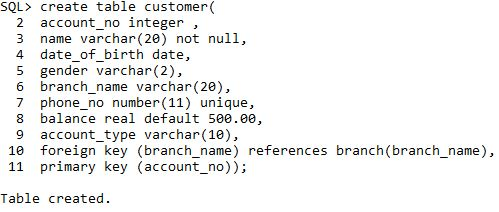 SQL> create table customer(
2 account_no integer ,
3 name varchar(20) not null,
4 date_of_birth date,
5 gender varchar(2),
6 branch_name varchar(20),
7 phone_no number(11) unique,
8 balance real default 500.00,
9 account_type varchar(10),
10 foreign key (branch_name) references branch(branch_name),
11 primary key (account_no));
Table created.